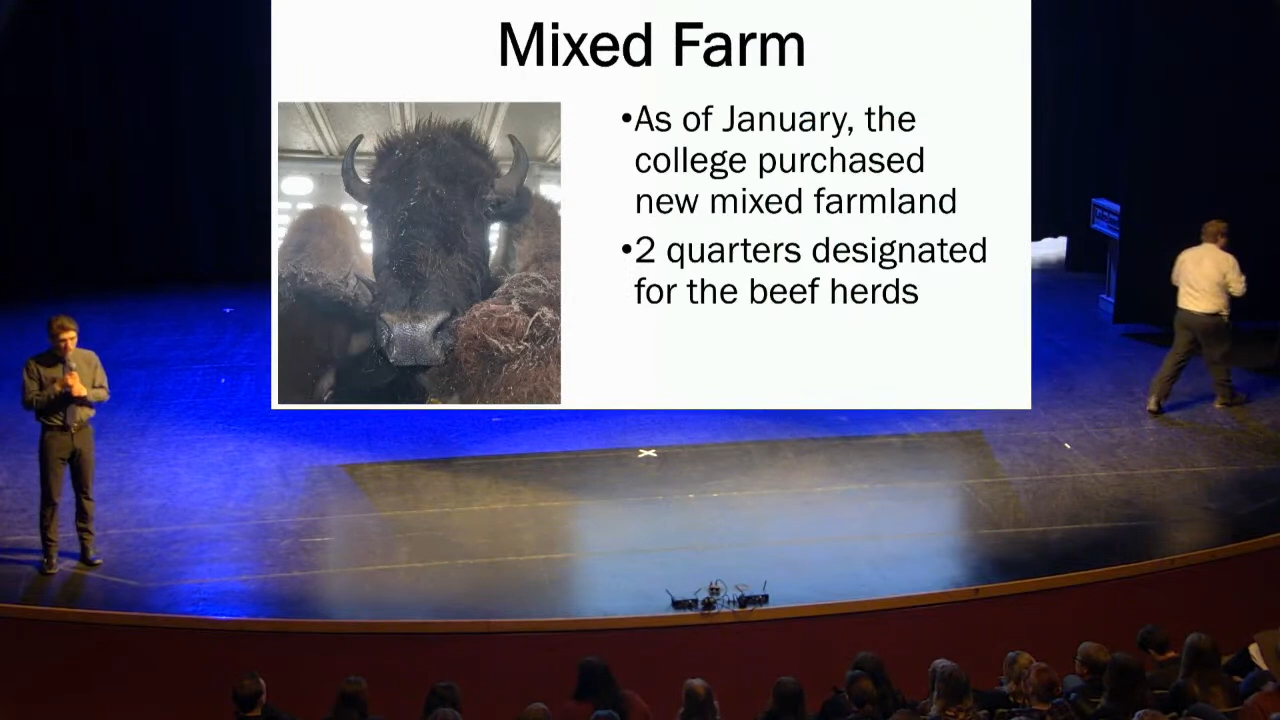 Mixed Farm
•As of January, the
college purchased
new mixed farmland
•2 quarters designated
for the beef herds